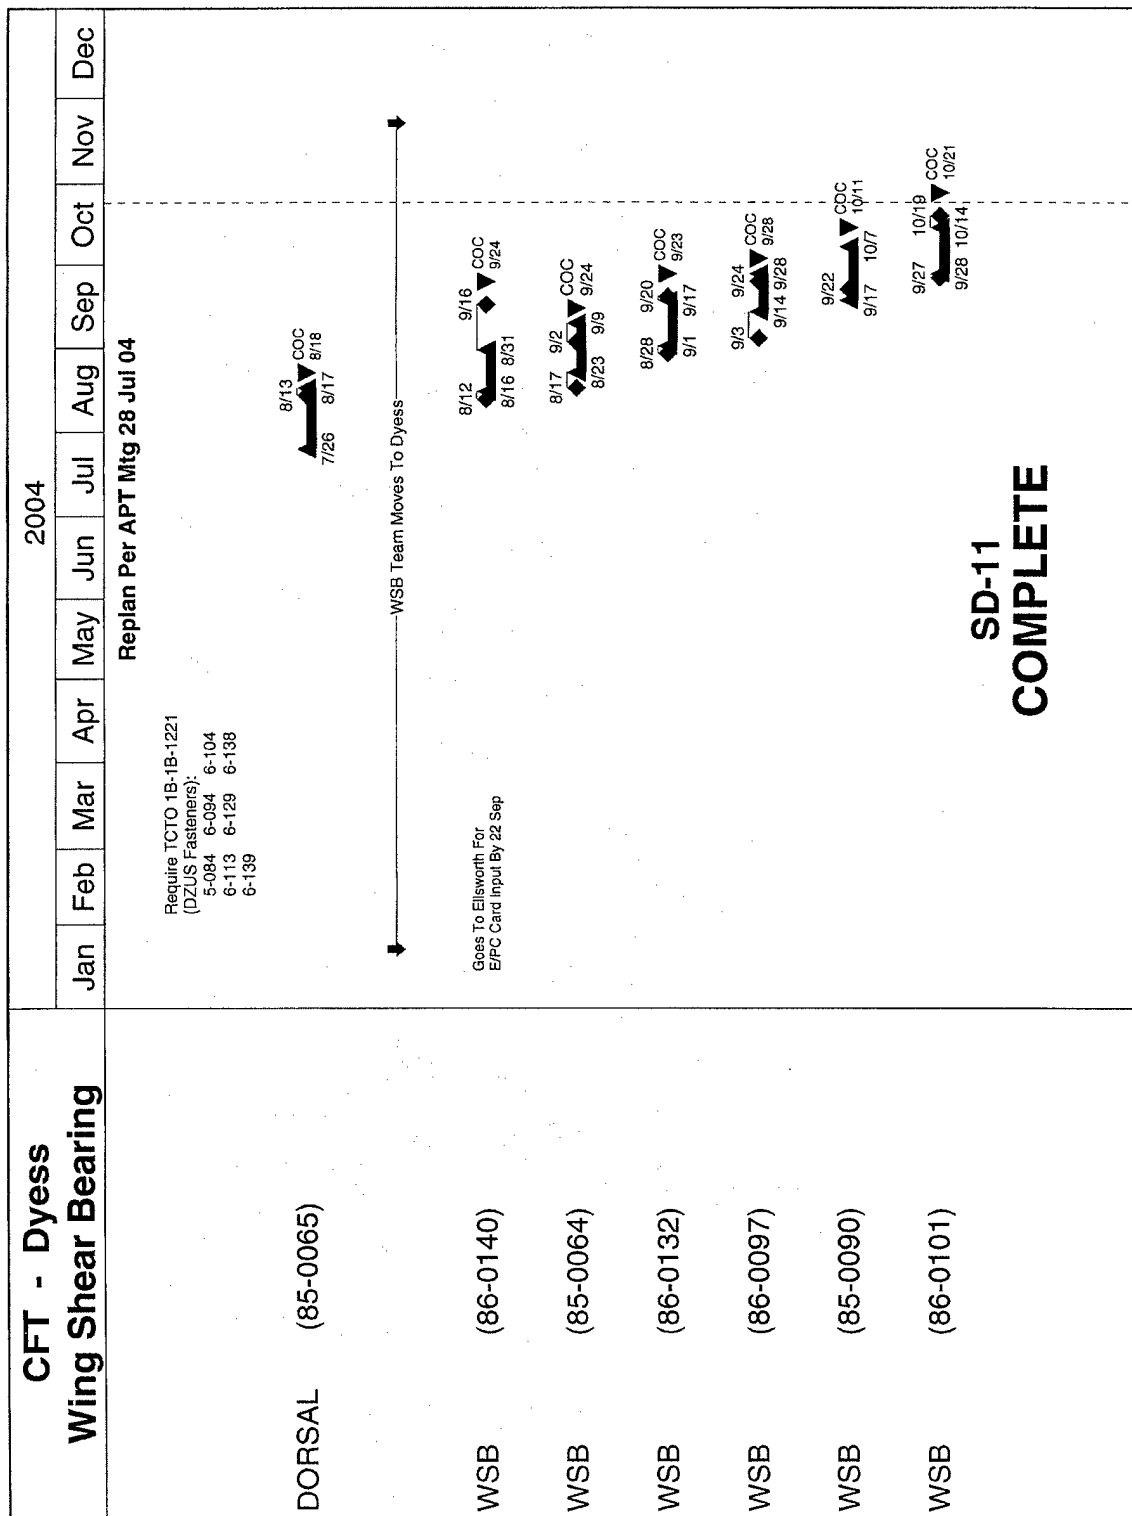 CFT - Dyess
Wing Shear Bearing
2004
Jan Feb Mar Apr May Jun Jul Aug Sep Oct Nov Dec
Replan Per APT Mtg 28 Jul 04
Require TCTO 1B-1B-1221
(DZUS Fasteners):
5-084 6-094 6-104
6-113 6-129 6-138
6-139
DORSAL (85-0065)
8/13
COC
7/26 8/17 8/18
WSB Team Moves To Dyess
WSB (86-0140)
Goes To Ellsworth For
E/PC Card Input By 22 Sep
8/12 9/16
COC
8/16 8/31 9/24
WSB (85-0064)
8/17 9/2
COC
8/23 9/9 9/24
WSB (86-0132)
8/28 9/20
COC
9/1 9/17 9/23
WSB (86-0097)
9/3 9/24
COC
9/14 9/28 9/28
WSB (85-0090)
9/22
COC
9/17 10/7 10/11
WSB (86-0101)
9/27 10/19
COC
9/28 10/14 10/21
SD-11
COMPLETE